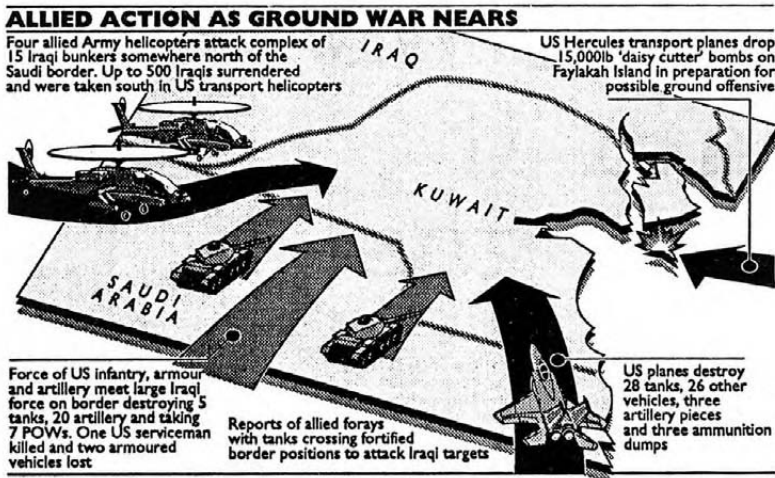 ALLIED ACTION AS GROUND WAR NEARS
Four allied Army helicopters attack complex of
15 Iraqi bunkers somewhere north of the
Saudi border. Up to 500 Iraqis surrendered
and were taken south in US transport helicopters
IRAQ
US Hercules transport planes drop
15,000lb 'daisy cutter' bombs on
Faylakah Island in preparation for
possible ground offensive
KUWAIT
SAUDI
ARABIA
Force of US infantry, armour
and artillery meet large Iraqi
force on border destroying 5
tanks, 20 artillery and taking
7 POWs. One US serviceman
killed and two armoured
vehicles lost
Reports of allied forays
with tanks crossing fortified
border positions to attack Iraqi targets
US planes destroy
28 tanks, 26 other
vehicles, three
artillery pieces
and three ammunition
dumps